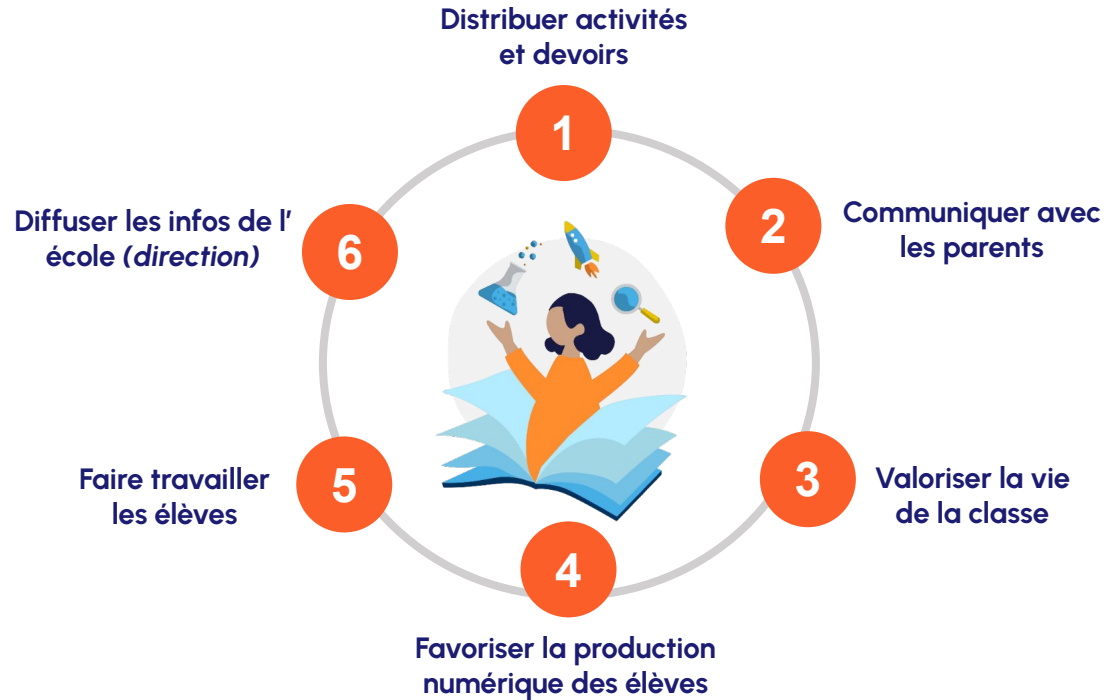 Distribuer activités
et devoirs
1
2
Communiquer avec
les parents
3
Valoriser la vie
de la classe
4
Favoriser la production
numérique des élèves
5
Faire travailler
les élèves
6
Diffuser les infos de l’
école (direction)